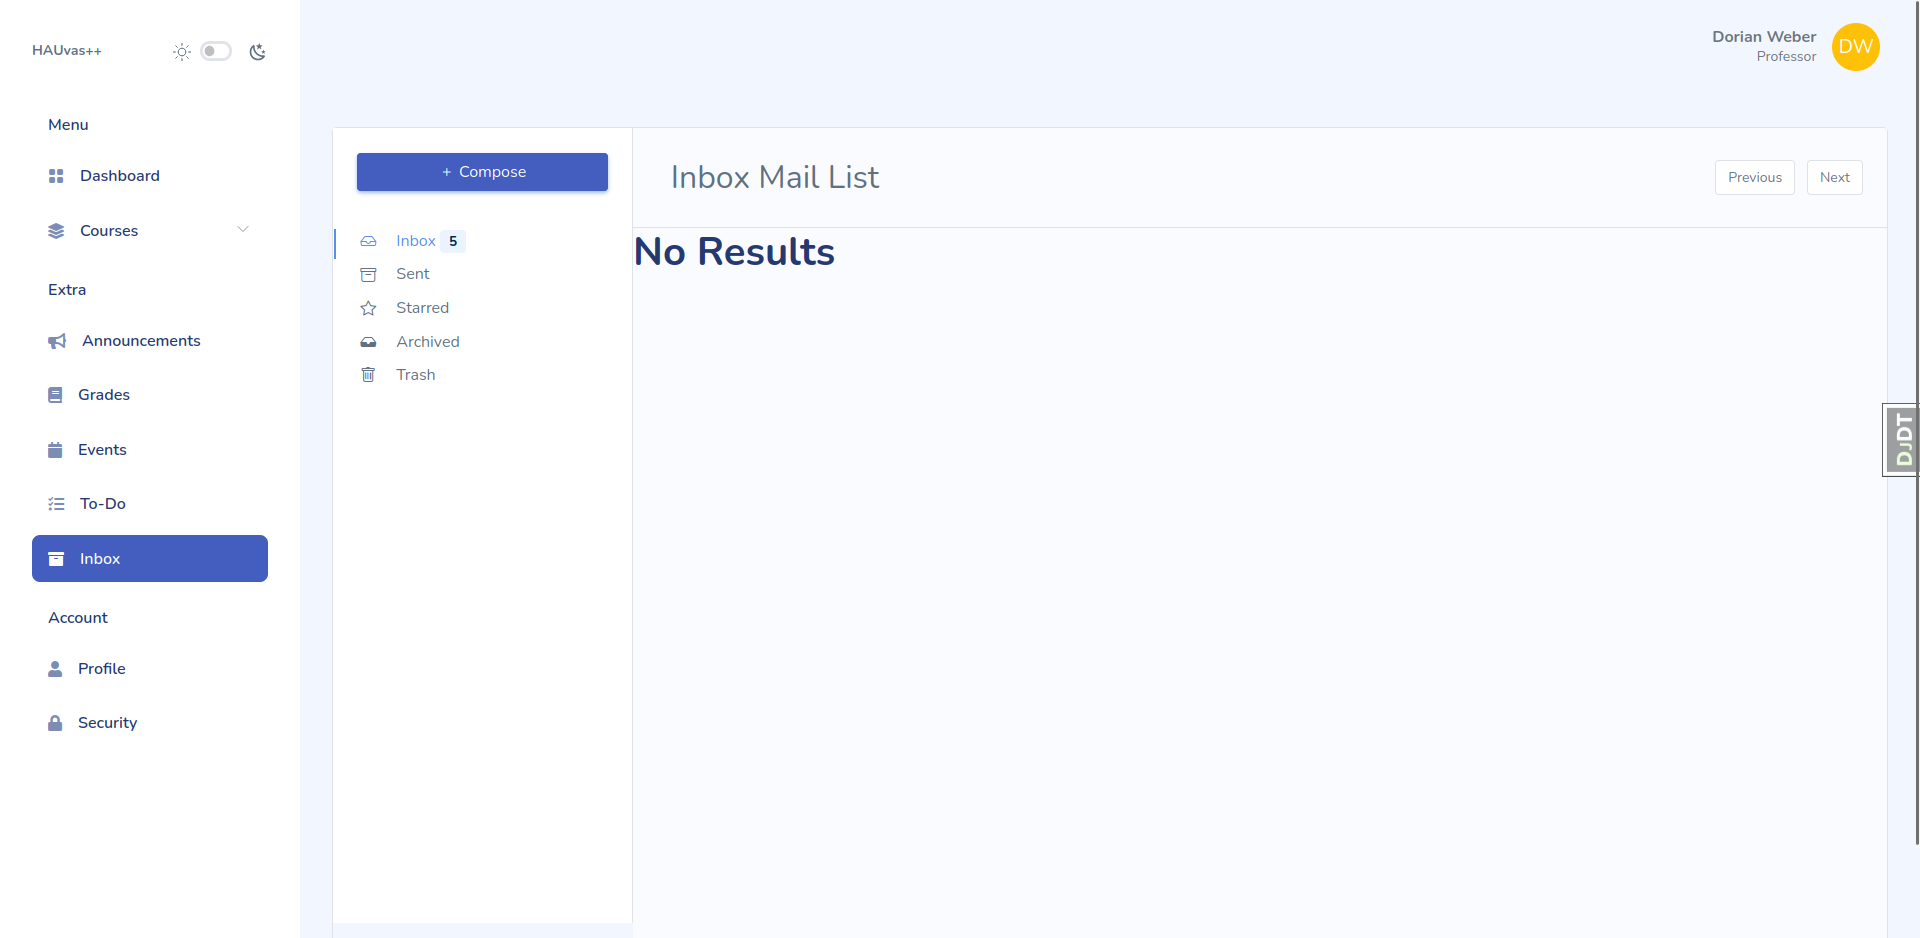 HAUvas++
Menu
Dashboard
Courses
Extra
Announcements
Grades
Events
To-Do
Inbox
Account
Profile
Security
Dorian Weber
Professor
DW
+ Compose
Inbox 5
Sent
Starred
Archived
Trash
Inbox Mail List
Previous
Next
No Results
DJDT